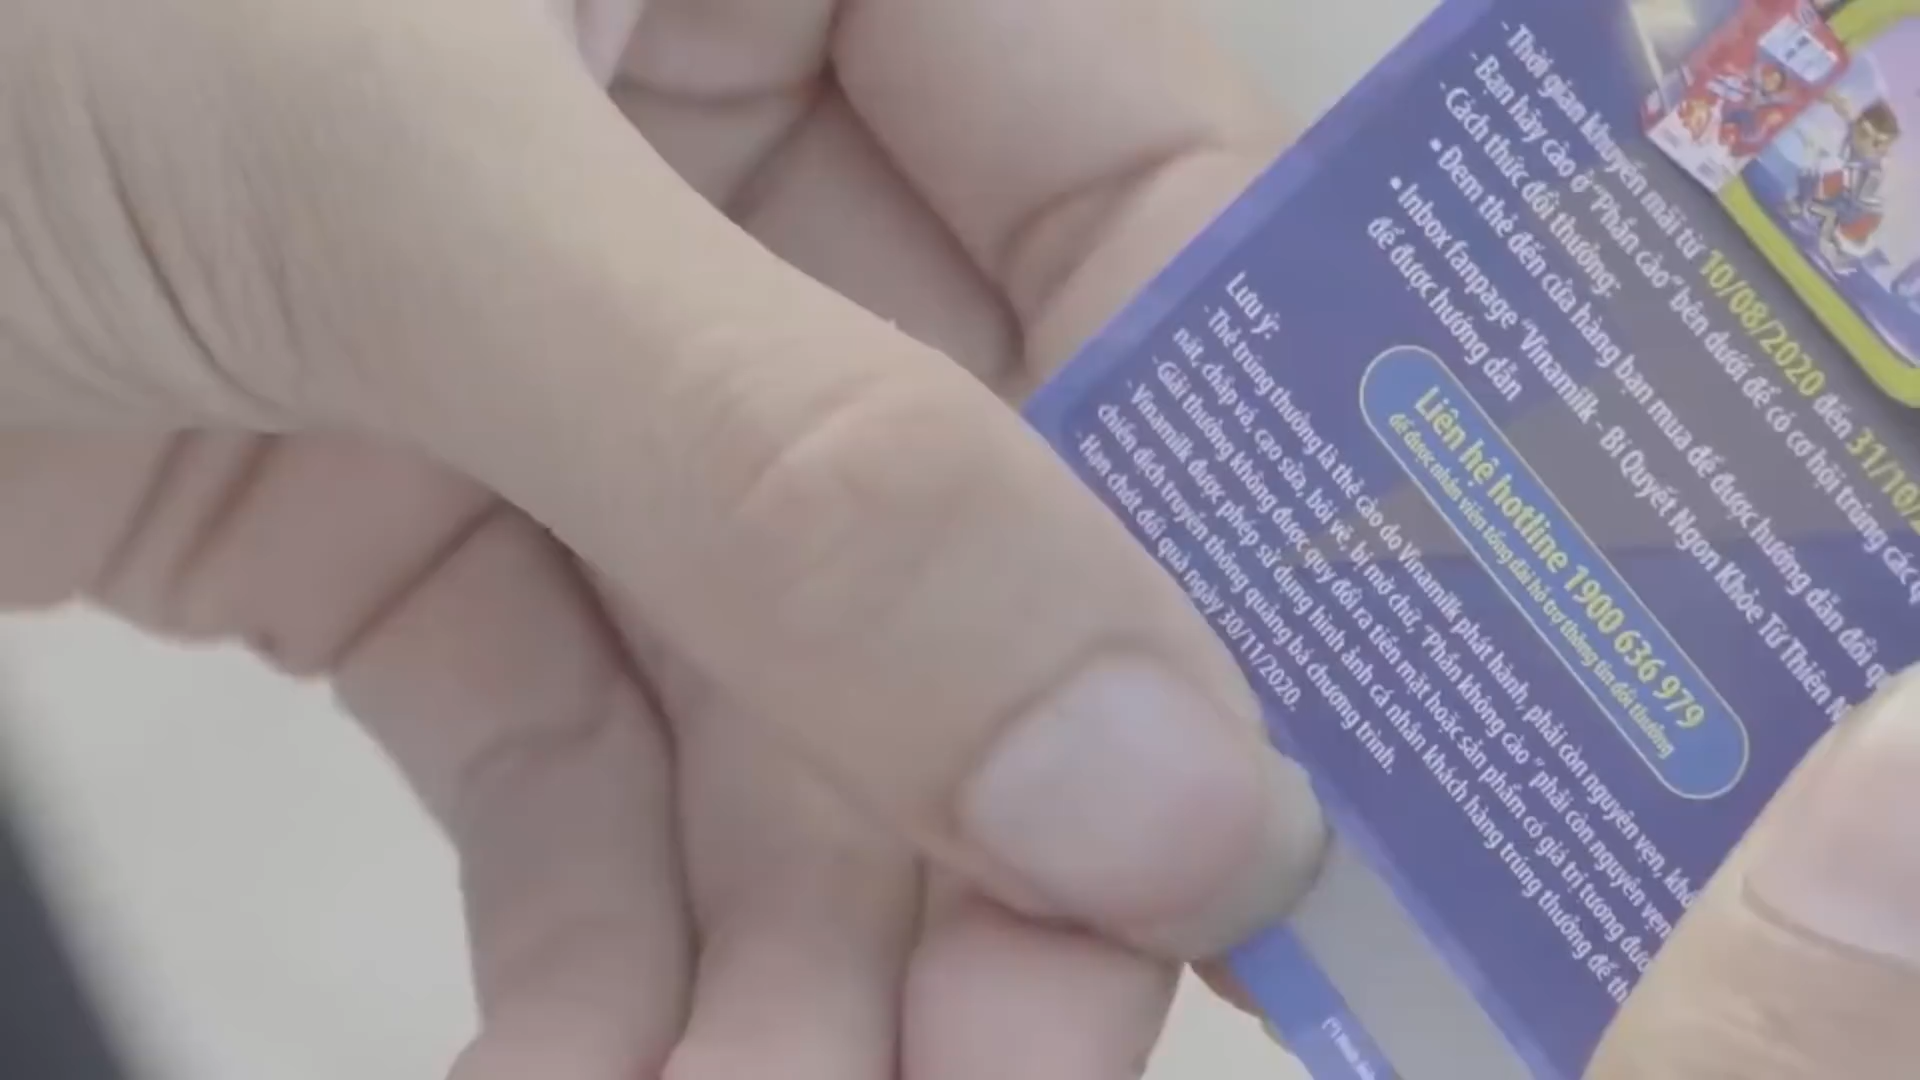 - Thời gian khuyến mãi từ 10/08/2020 đến 31/10/
- Bạn hãy cào ở "Phần cào" bên dưới để có cơ hội trúng các
- Cách thức đổi thưởng:
▪ Đem thẻ đến cửa hàng bạn mua để được hướng dẫn đổi
▪ Inbox fanpage "Vinamilk - Bí Quyết Ngon Khỏe Từ Thiên
để được hướng dẫn
Liên hệ hotline 1900 636 979
để được nhân viên tổng đài hỗ trợ thông tin đổi thưởng
Lưu ý:
- Thẻ trúng thưởng là thẻ cào do Vinamilk phát hành, phải còn nguyên vẹn,
nát, chắp vá, cạo sửa, bôi vẽ, bị mờ chữ, "Phần không cào" phải còn nguyên vẹn
- Giải thưởng không được quy đổi ra tiền mặt hoặc sản phẩm có giá trị tương
- Vinamilk được phép sử dụng hình ảnh cá nhân khách hàng trúng thưởng để
chiến dịch truyền thông quảng bá chương trình.
- Hạn chót đổi quà ngày 30/11/2020.